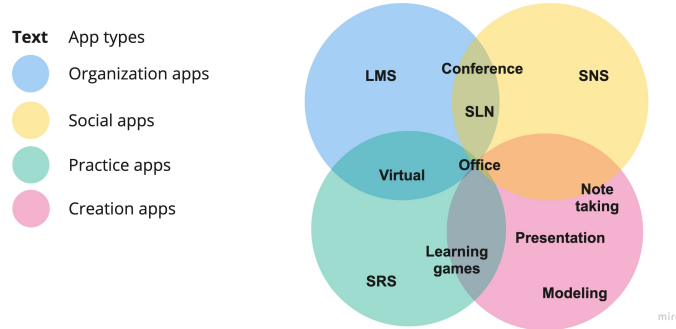 Text App types
Organization apps
Social apps
Practice apps
Creation apps
LMS
Conference
SNS
SLN
Virtual
Office
Note
taking
Presentation
Learning
games
SRS
Modeling